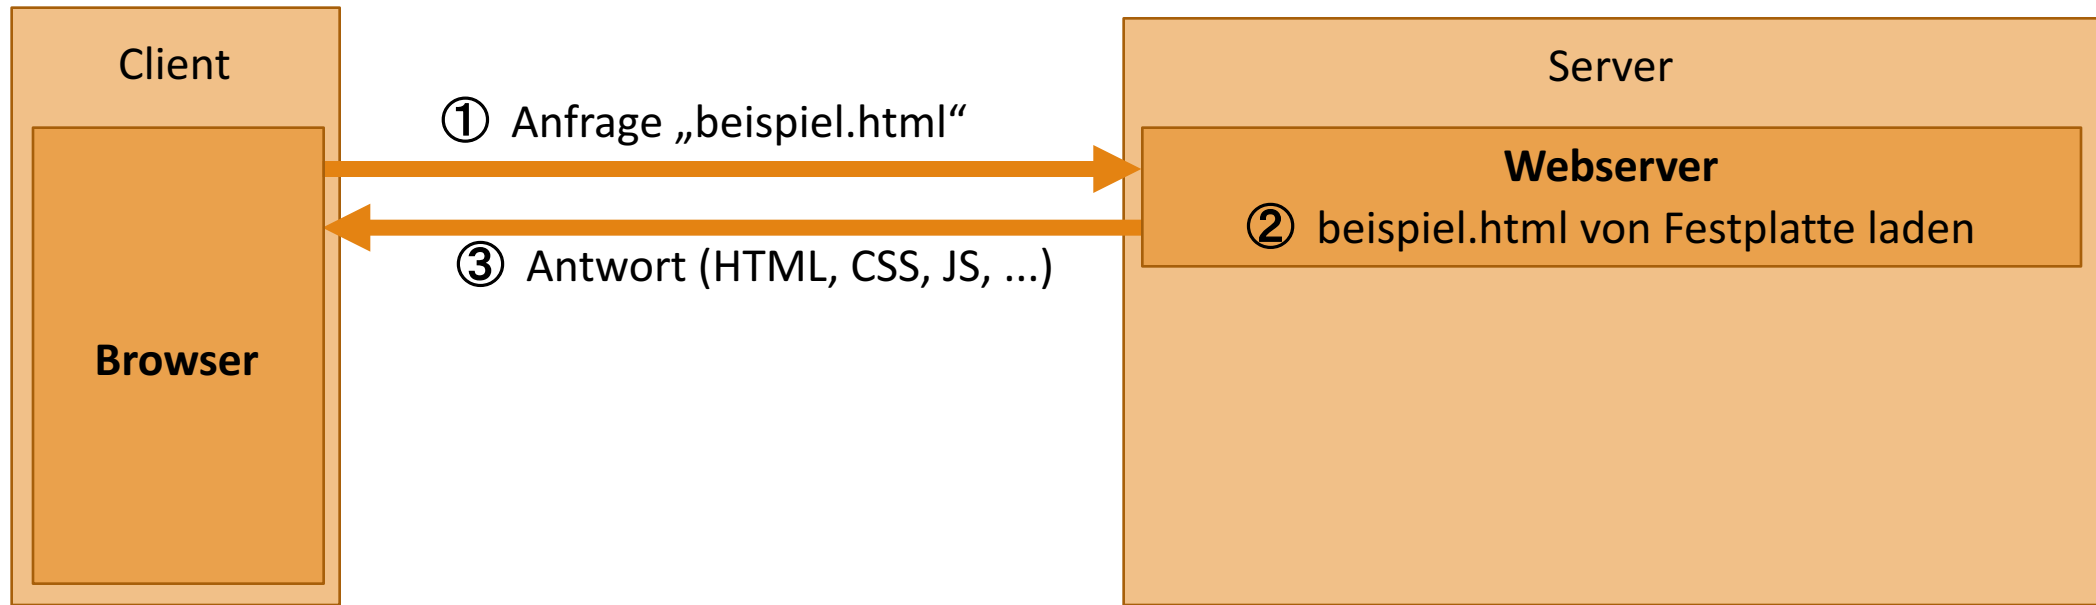 Client
Server
① Anfrage „beispiel.html“
Webserver
② beispiel.html von Festplatte laden
③ Antwort (HTML, CSS, JS, ...)
Browser